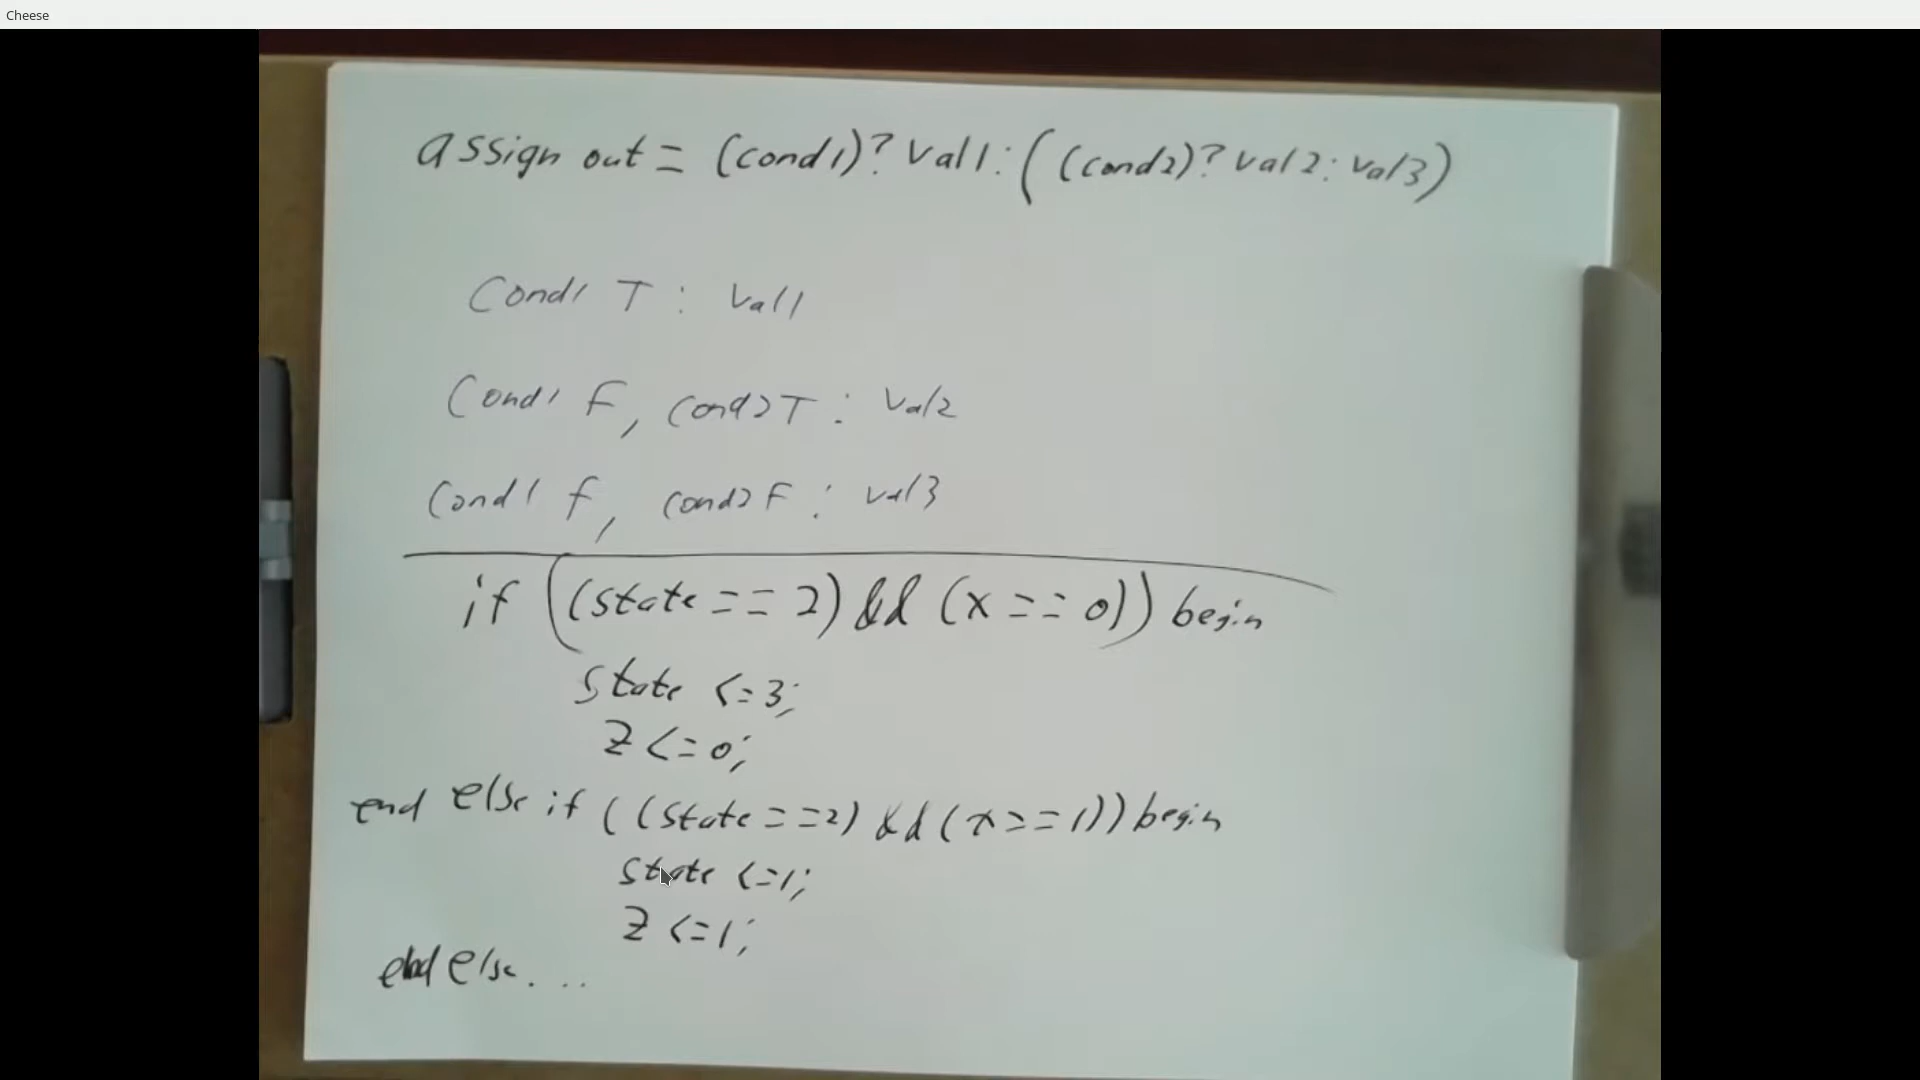 Cheese
assign out = (cond1)? val1 : ((cond2)? val2 : val3)
Cond1 T : Val1
Cond1 F, cond2 T : Val2
Cond1 f, cond2 F : val3
if ((state == 2) && (x == 0)) begin
state <= 3;
z <= 0;
end else if ((state == 2) && (x == 1)) begin
state <= 1;
z <= 1;
end else...